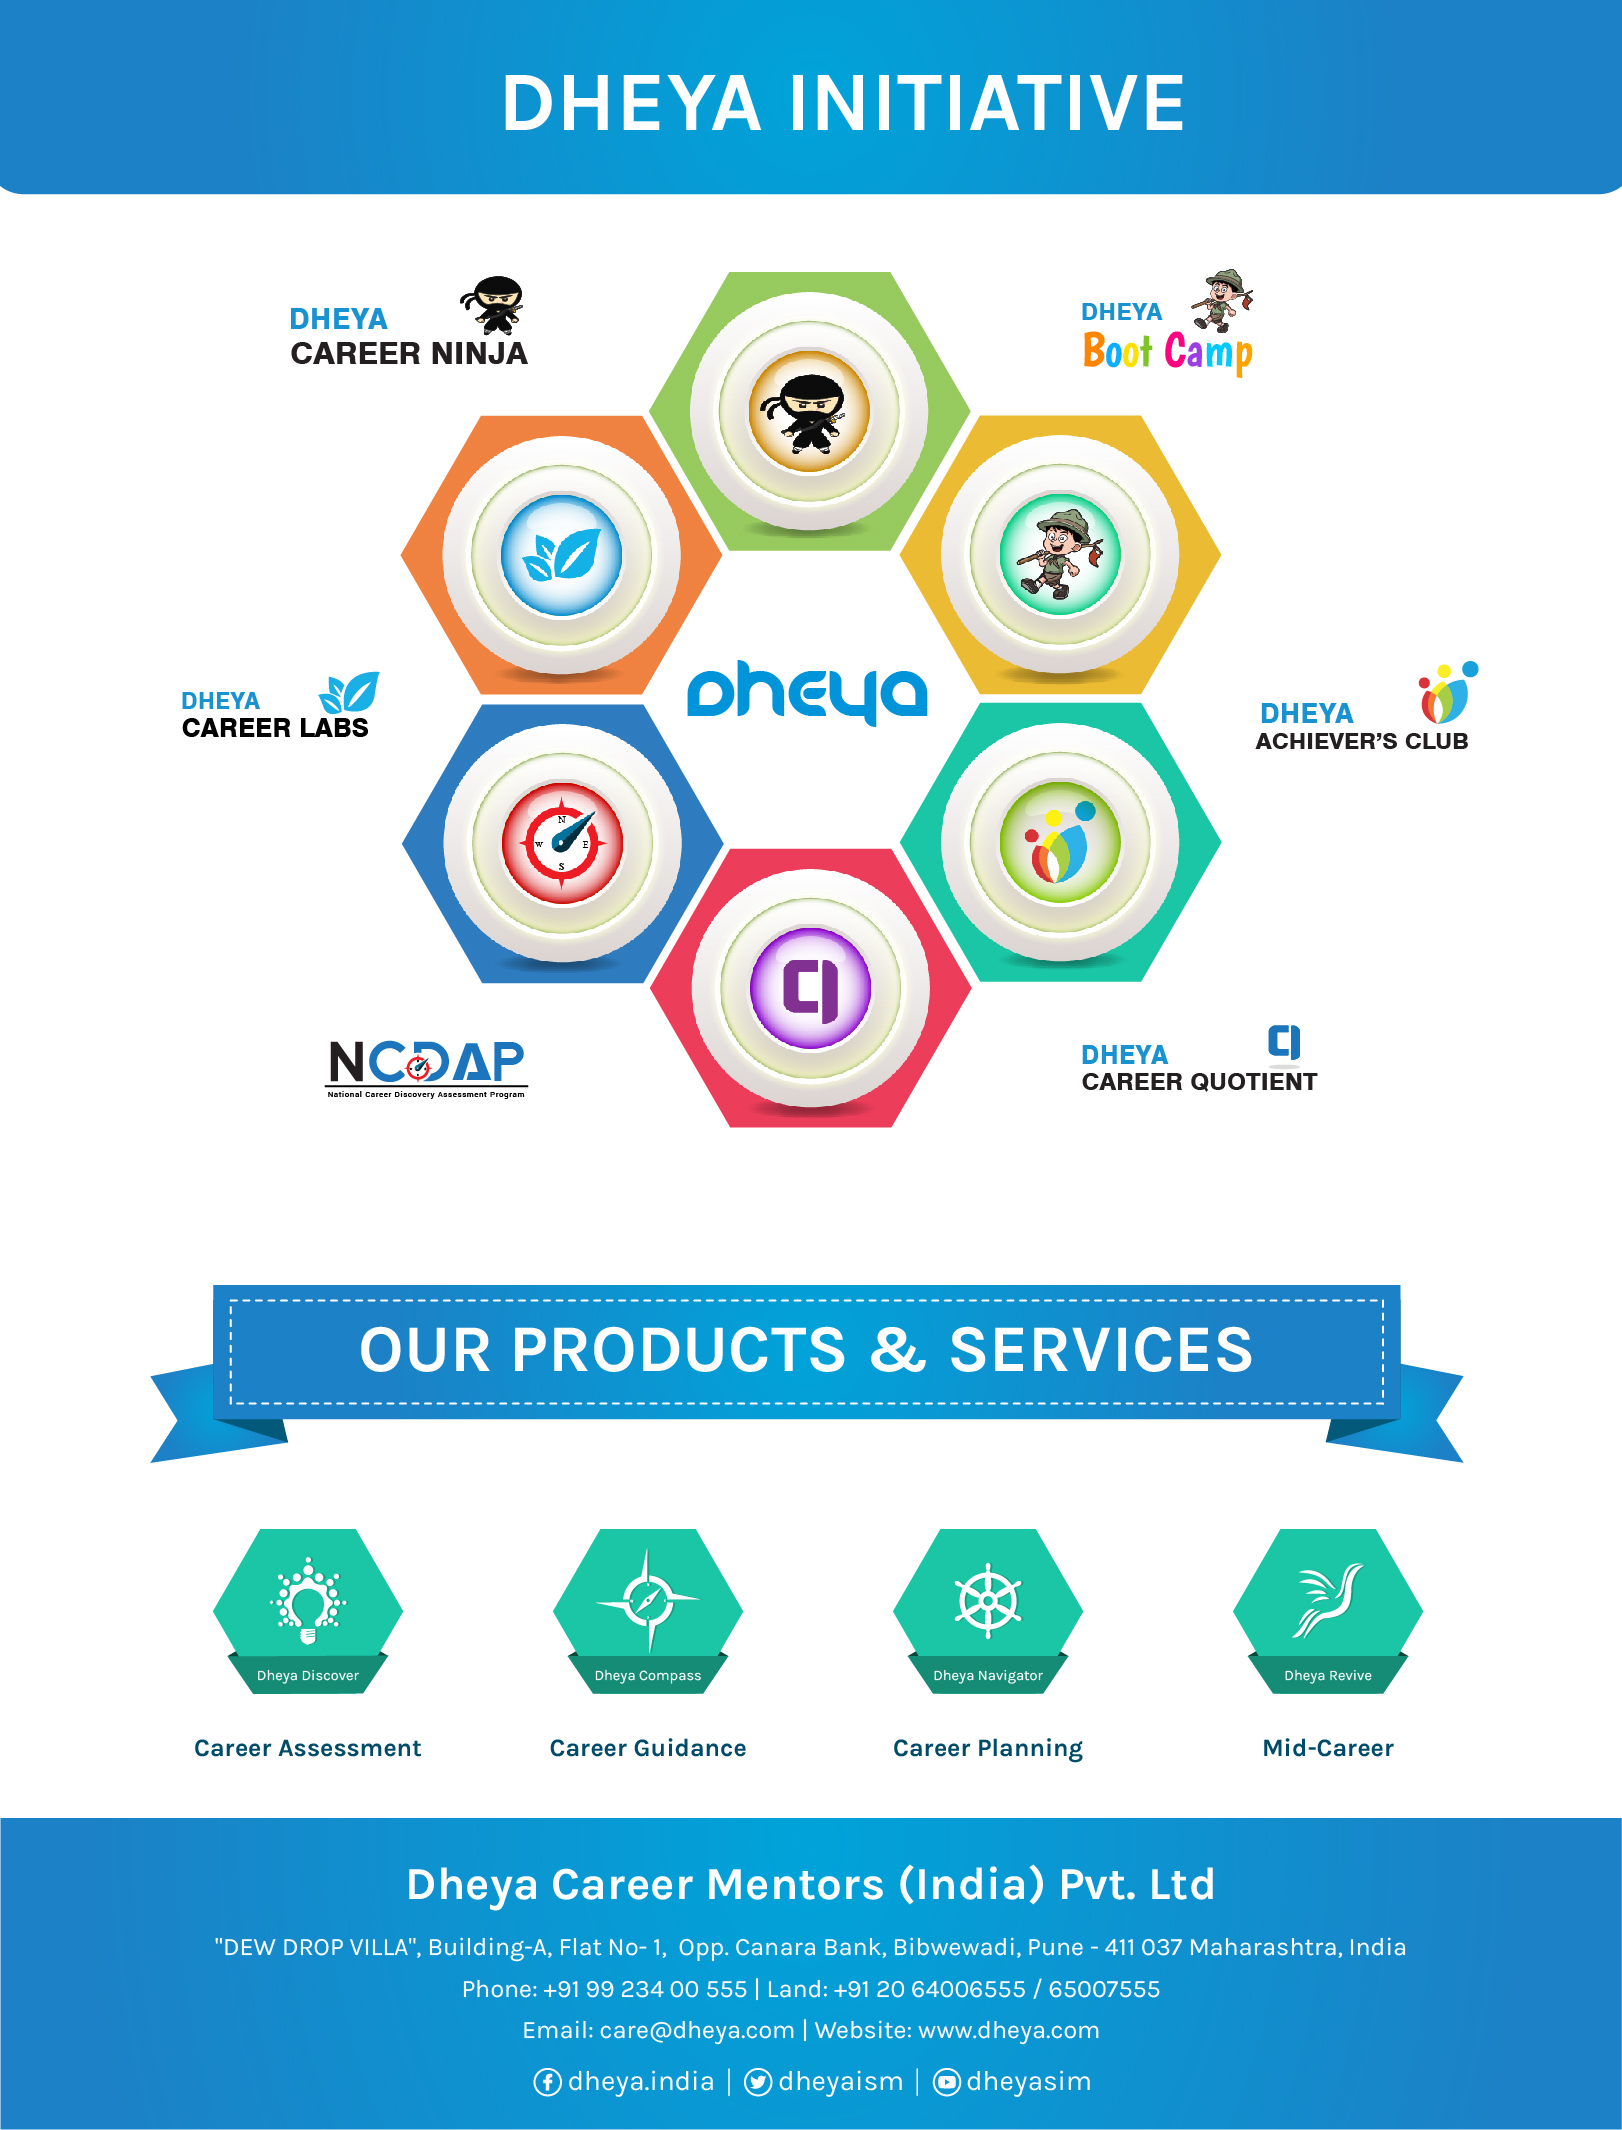 DHEYA INITIATIVE
DHEYA
CAREER NINJA
DHEYA
Boot Camp
DHEYA
CAREER LABS
dheya
DHEYA
ACHIEVER'S CLUB
N
W E
S
CQ
NCDAP
National Career Discovery Assessment Program
DHEYA
CAREER QUOTIENT
CQ
OUR PRODUCTS & SERVICES
Dheya Discover
Dheya Compass
Dheya Navigator
Dheya Revive
Career Assessment
Career Guidance
Career Planning
Mid-Career
Dheya Career Mentors (India) Pvt. Ltd
"DEW DROP VILLA", Building-A, Flat No- 1, Opp. Canara Bank, Bibwewadi, Pune - 411 037 Maharashtra, India
Phone: +91 99 234 00 555 | Land: +91 20 64006555 / 65007555
Email: care@dheya.com | Website: www.dheya.com
dheya.india | dheyaism | dheyasim